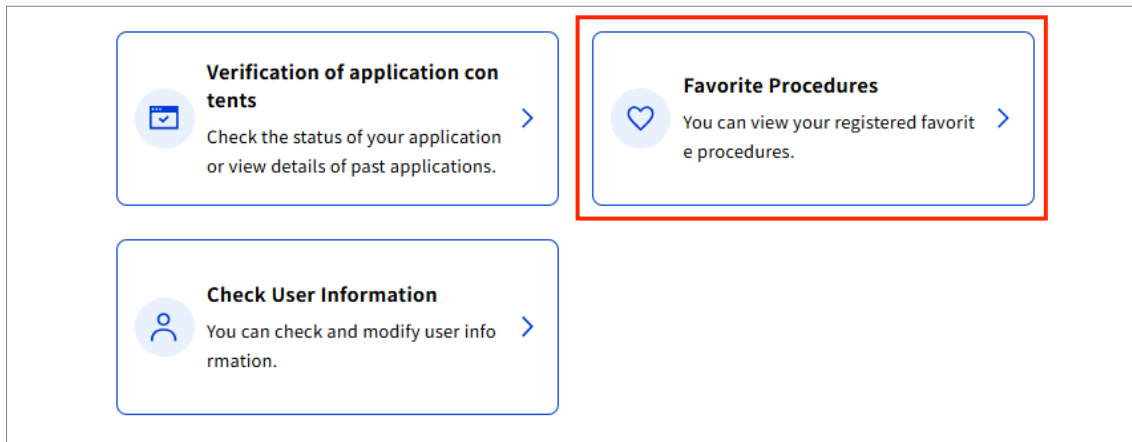 Verification of application con
tents
Check the status of your application
or view details of past applications.
Favorite Procedures
You can view your registered favorit
e procedures.
Check User Information
You can check and modify user info
rmation.